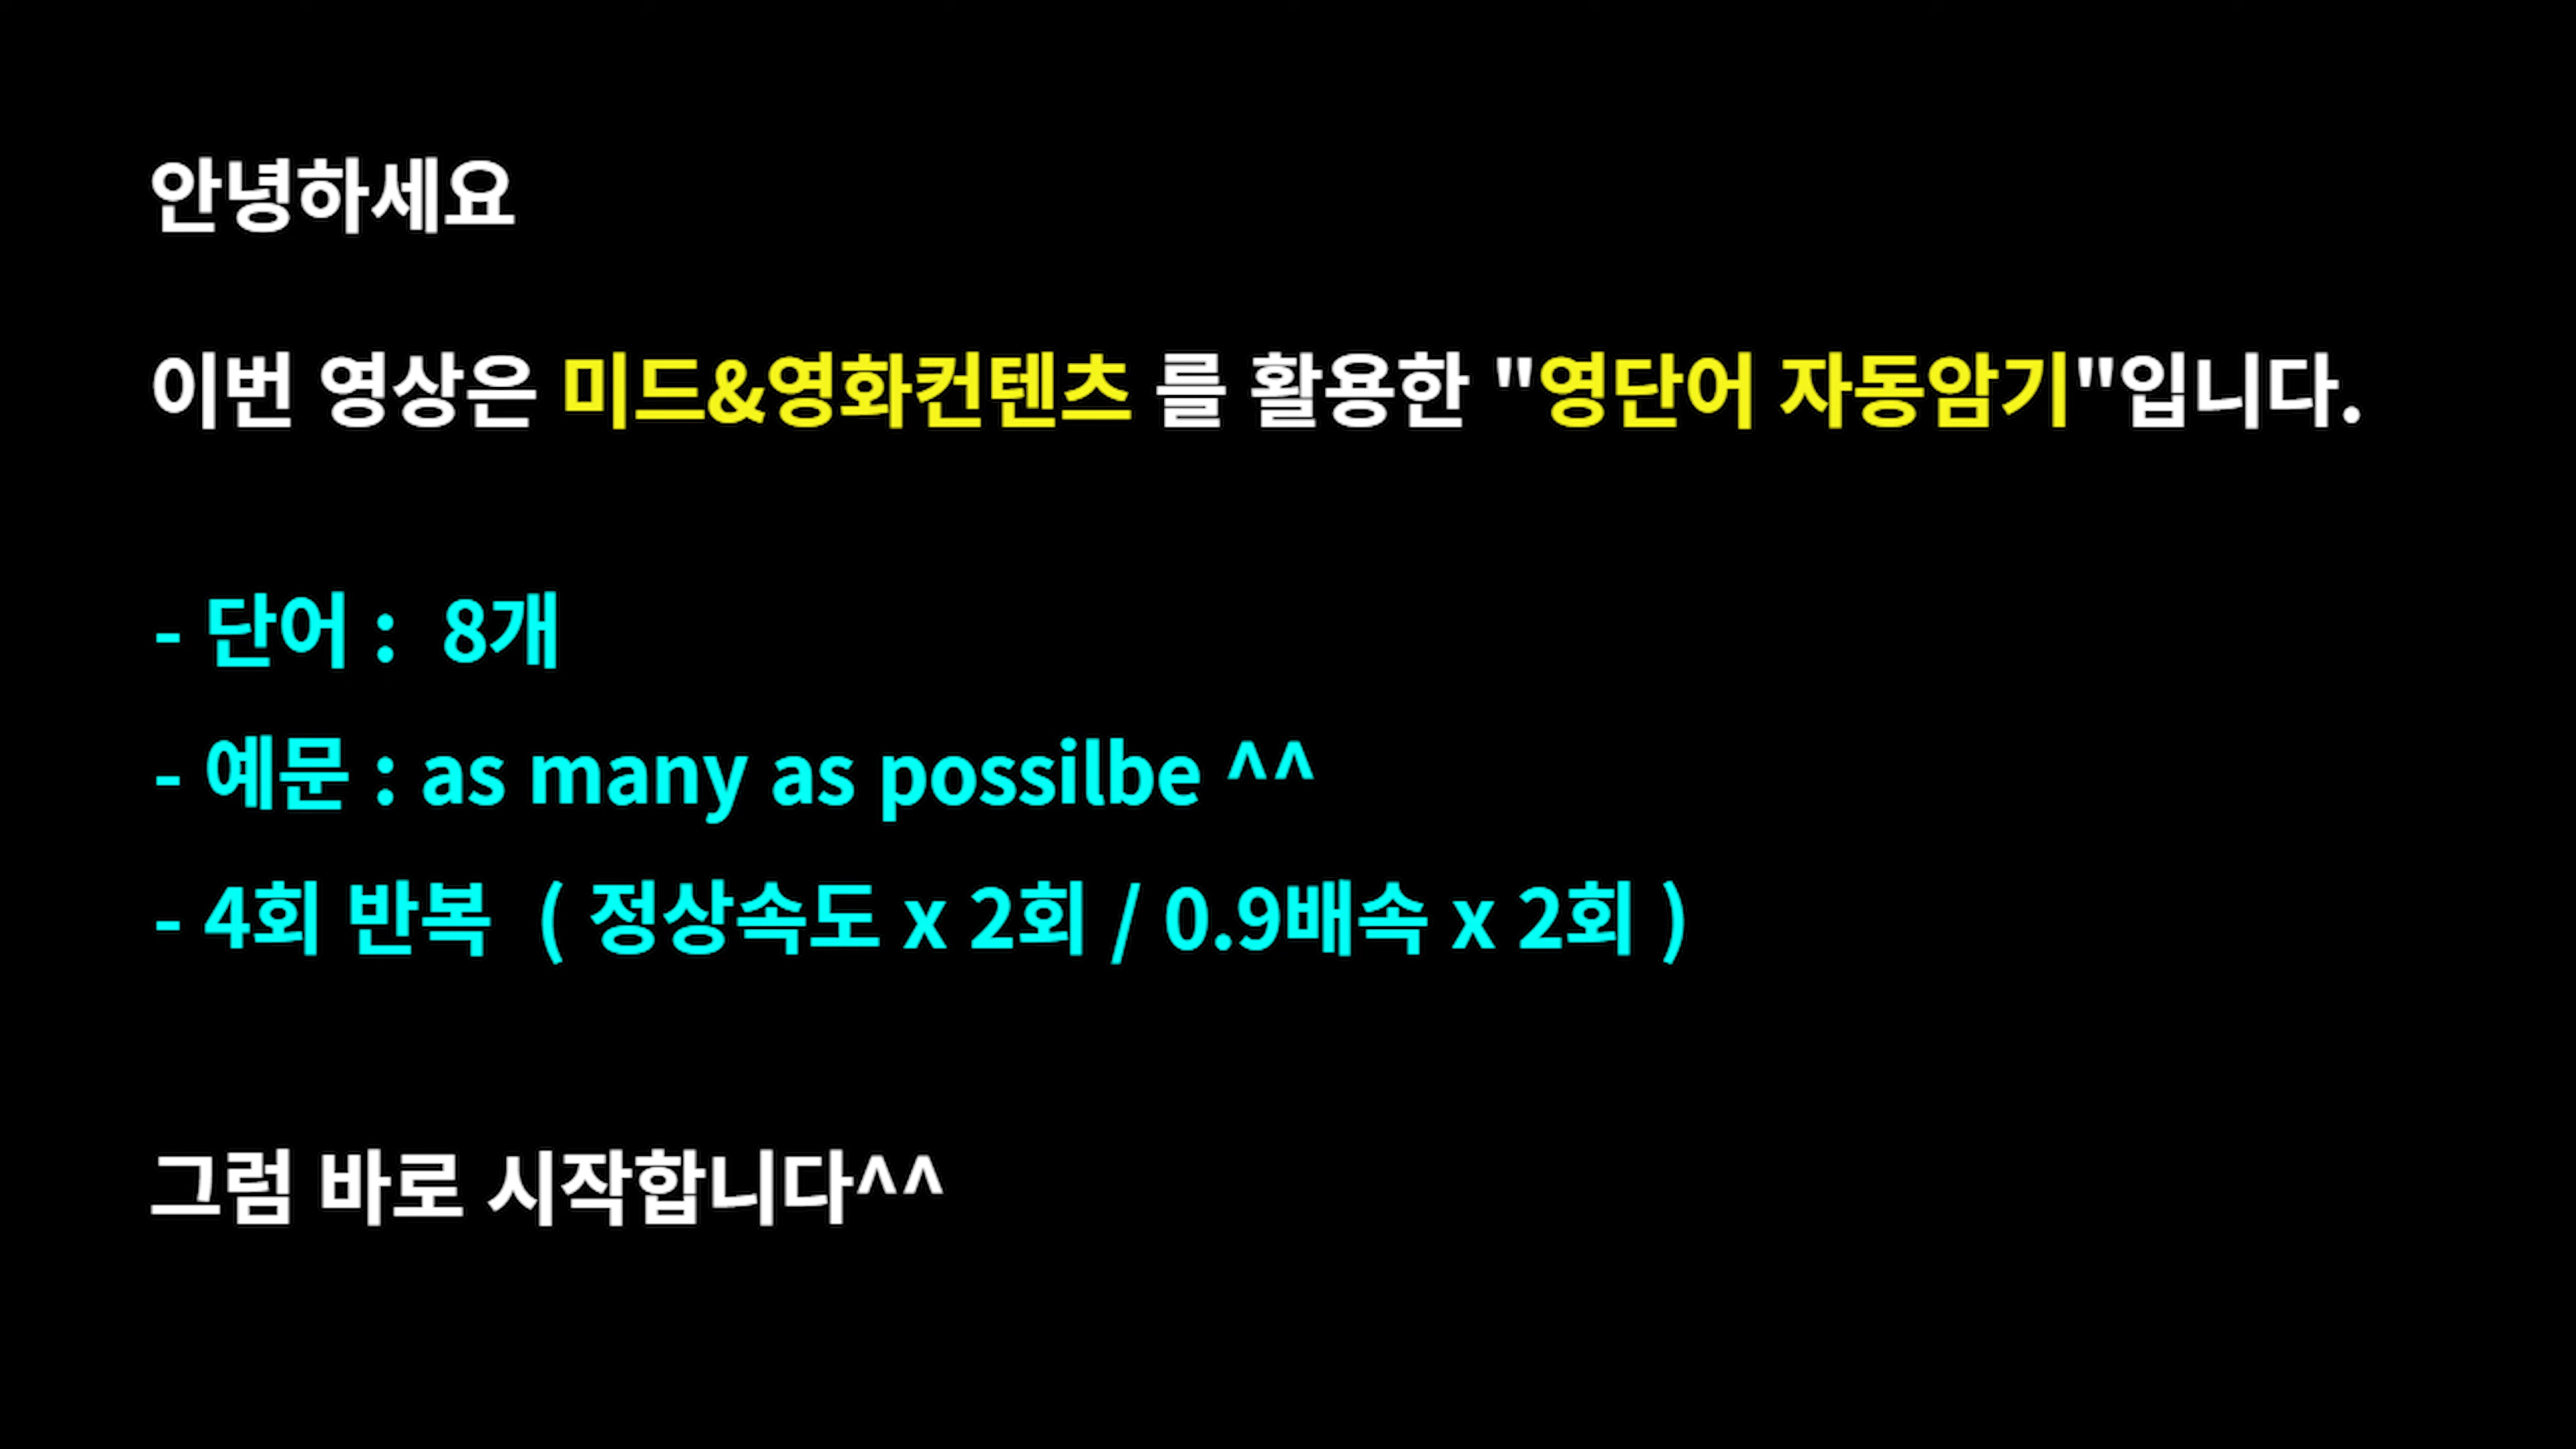 안녕하세요
이번 영상은 미드&영화컨텐츠 를 활용한 "영단어 자동암기"입니다.
- 단어 : 8개
- 예문 : as many as possilbe ^^
- 4회 반복 ( 정상속도 x 2회 / 0.9배속 x 2회 )
그럼 바로 시작합니다^^